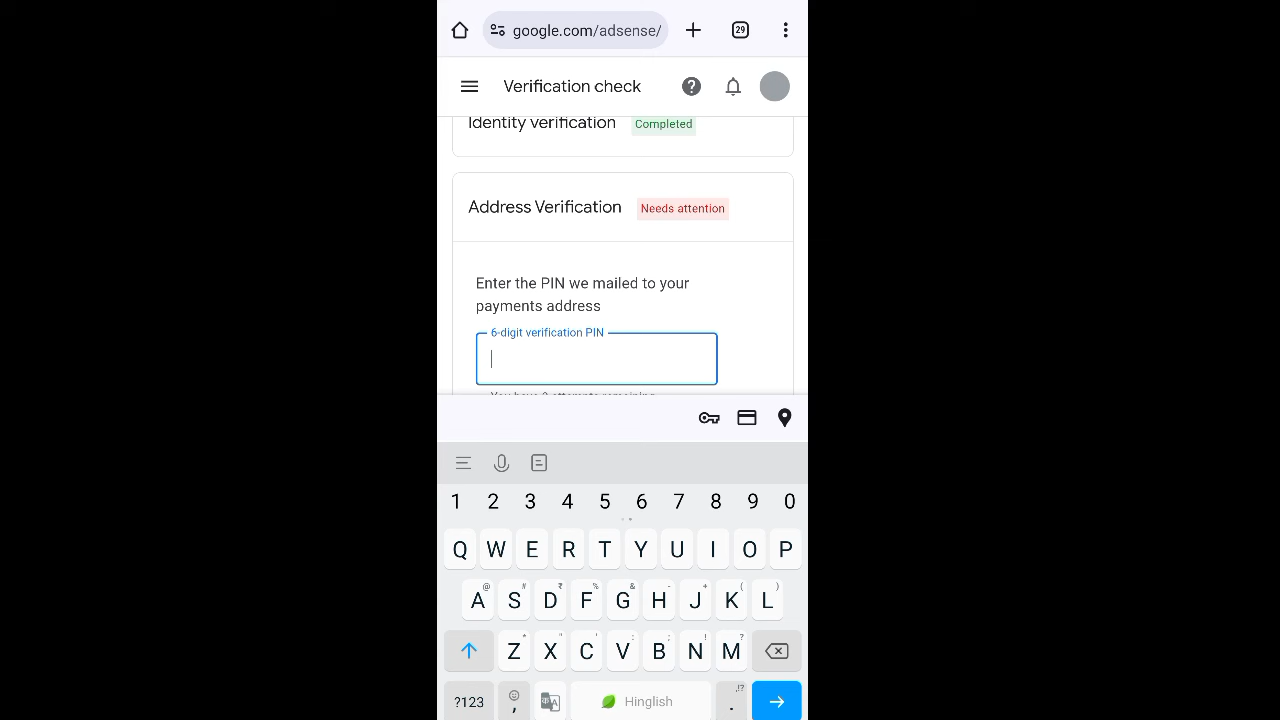 google.com/adsense/
29
Verification check
Identity verification Completed
Address Verification Needs attention
Enter the PIN we mailed to your
payments address
6-digit verification PIN
1 2 3 4 5 6 7 8 9 0
Q W E R T Y U I O P
@ # ₹ % & - + ( )
A S D F G H J K L
* " ' : ; ! ?
Z X C V B N M
,!?
?123 , Hinglish .